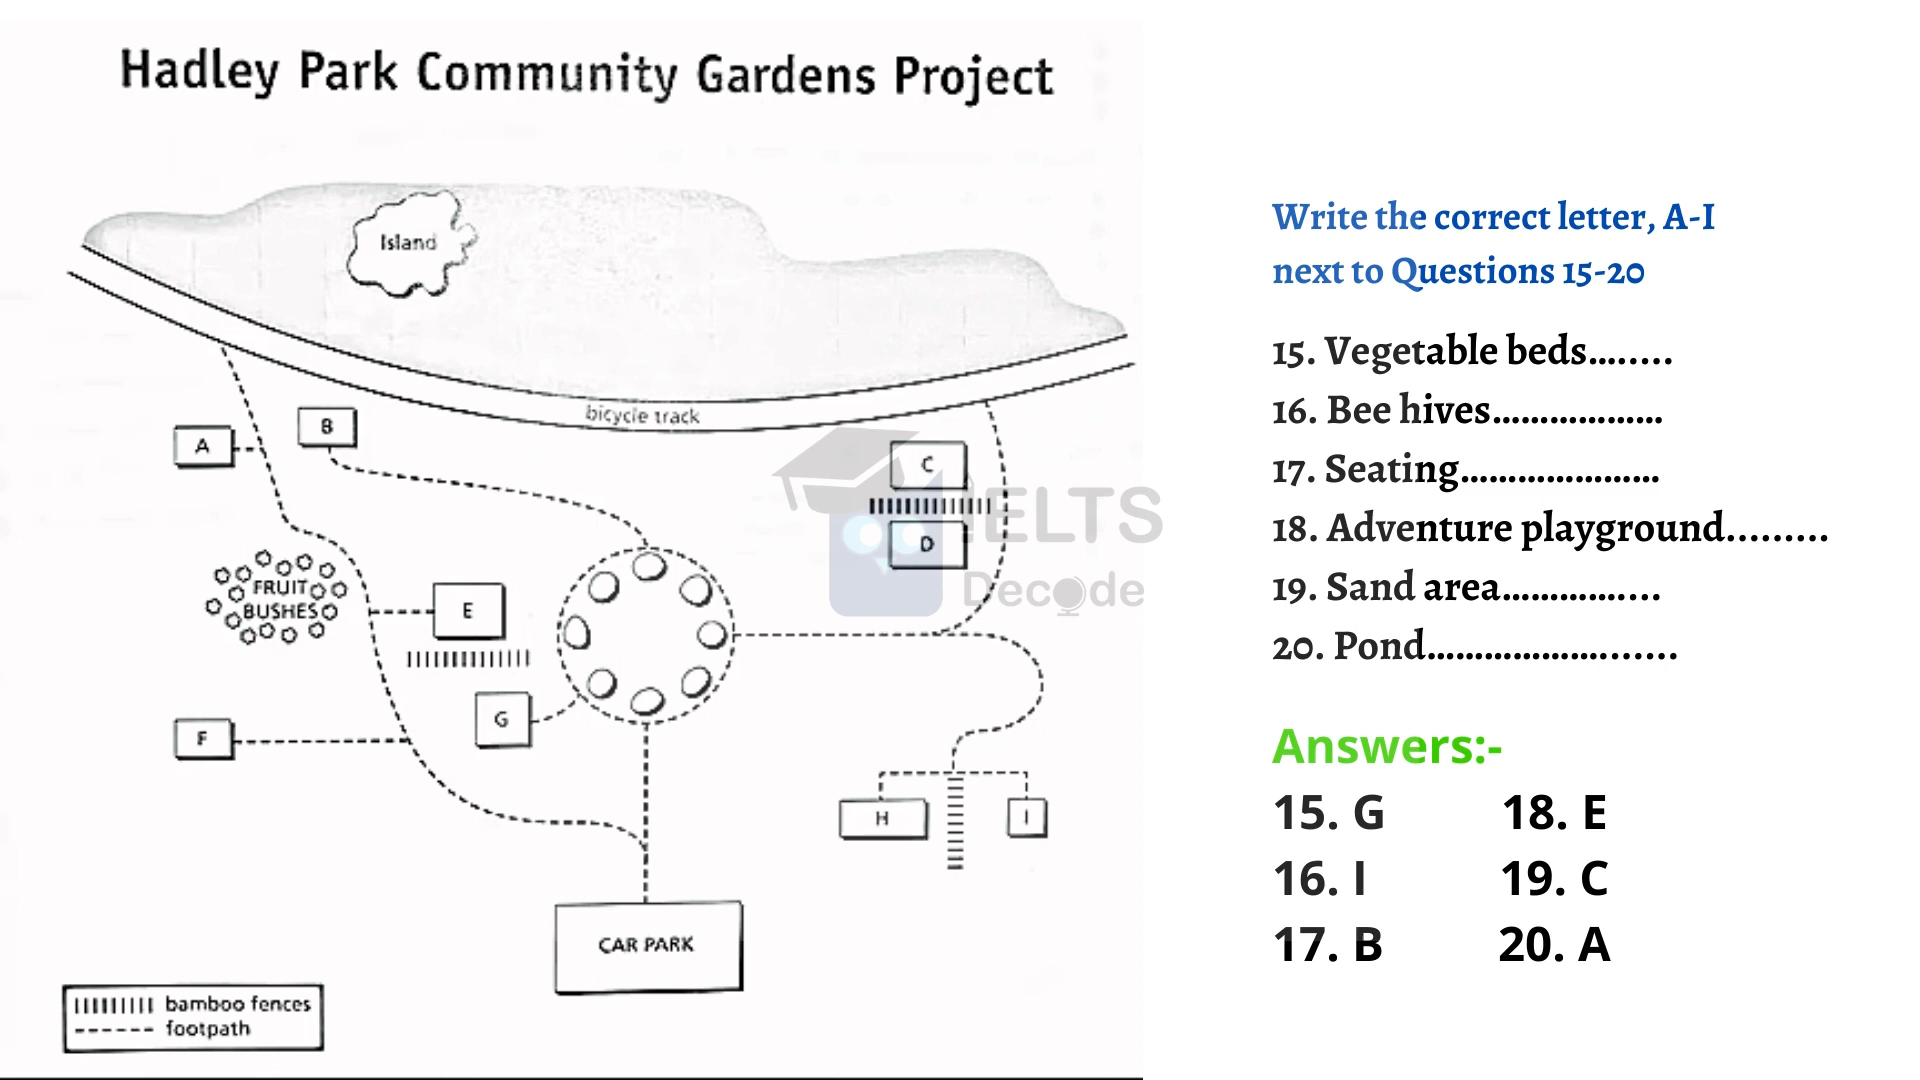 Hadley Park Community Gardens Project
Island
bicycle track
A
B
C
D
FRUIT
BUSHES
E
G
F
H
I
CAR PARK
bamboo fences
footpath
IELTS
Decode
Write the correct letter, A-I
next to Questions 15-20
15. Vegetable beds........
16. Bee hives..................
17. Seating.....................
18. Adventure playground.........
19. Sand area................
20. Pond..........................
Answers:-
15. G 18. E
16. I 19. C
17. B 20. A